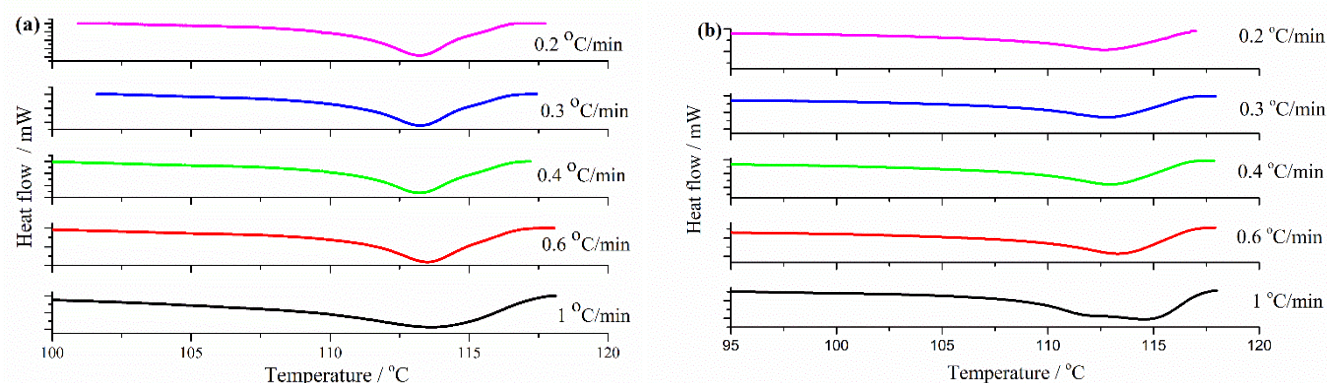 (a)
0.2 °C/min
0.3 °C/min
0.4 °C/min
0.6 °C/min
1 °C/min
Heat flow / mW
100 105 110 115 120
Temperature / °C
(b)
0.2 °C/min
0.3 °C/min
0.4 °C/min
0.6 °C/min
1 °C/min
Heat flow / mW
95 100 105 110 115 120
Temperature / °C